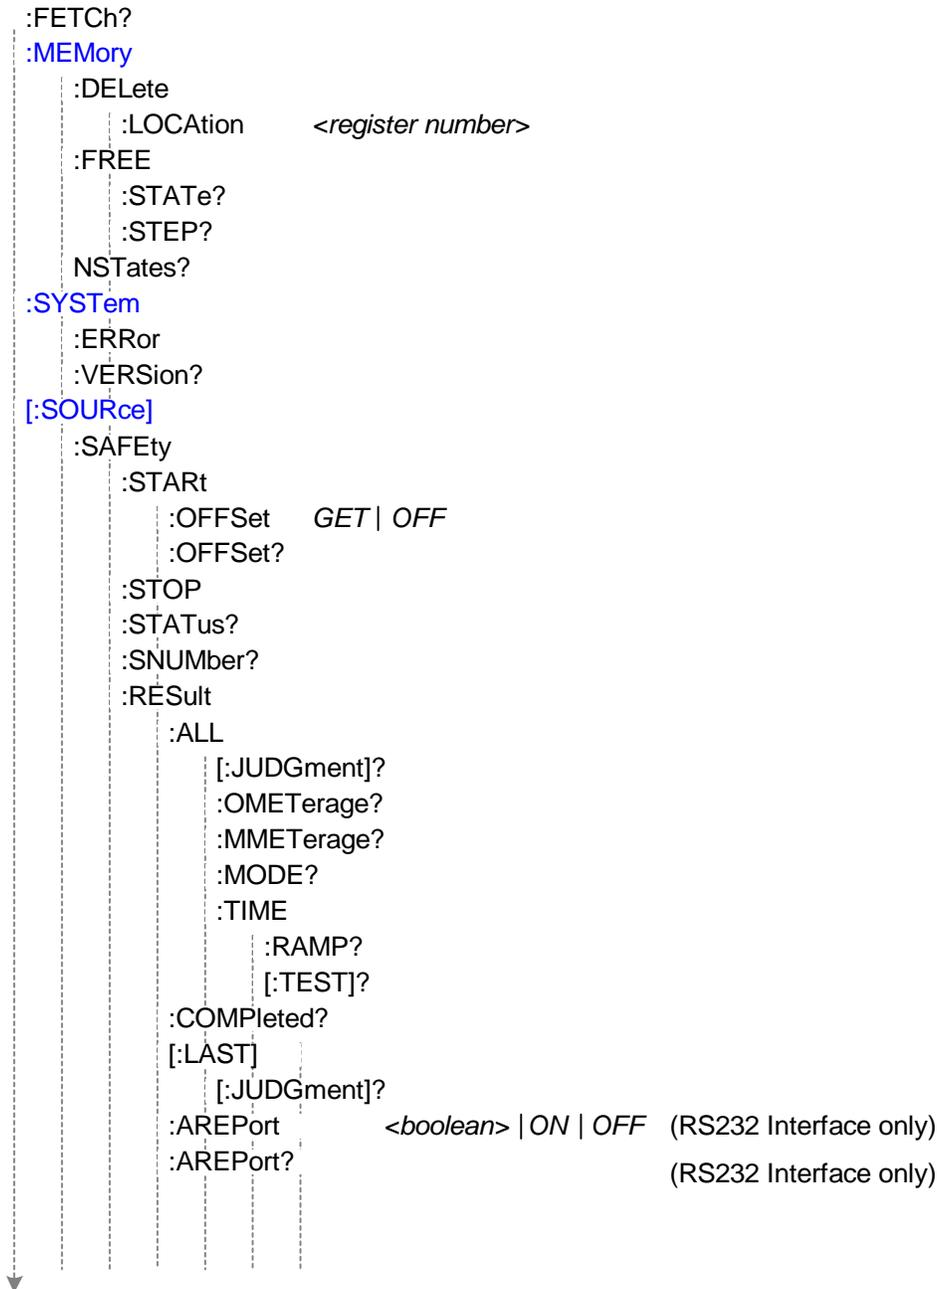 :FETCh?
:MEMory
:DELete
:LOCAtion <register number>
:FREE
:STATe?
:STEP?
NSTates?
:SYSTem
:ERRor
:VERSion?
[:SOURce]
:SAFEty
:STARt
:OFFSet GET | OFF
:OFFSet?
:STOP
:STATus?
:SNUMber?
:RESult
:ALL
[:JUDGment]?
:OMETerage?
:MMETerage?
:MODE?
:TIME
:RAMP?
[:TEST]?
:COMPleted?
[:LAST]
[:JUDGment]?
:AREPort <boolean> | ON | OFF (RS232 Interface only)
:AREPort? (RS232 Interface only)